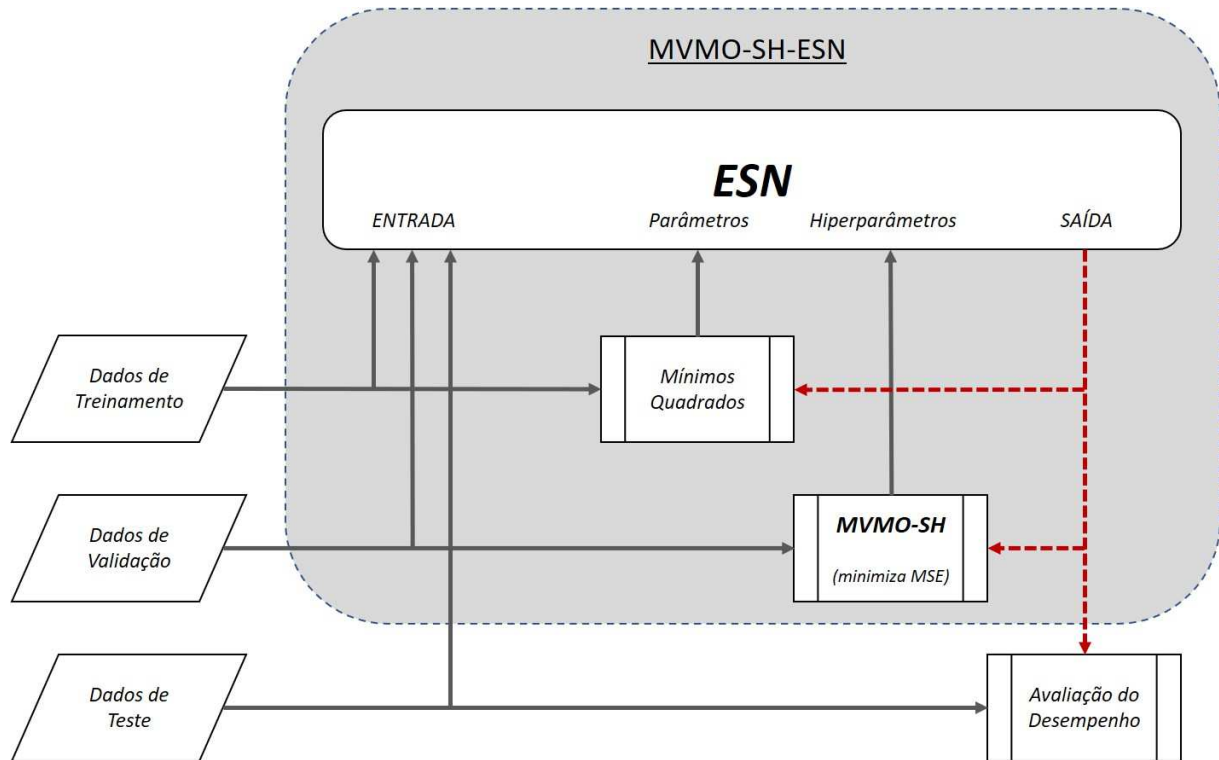 MVMO-SH-ESN
ESN
ENTRADA
Parâmetros
Hiperparâmetros
SAÍDA
Dados de
Treinamento
Mínimos
Quadrados
Dados de
Validação
MVMO-SH
(minimiza MSE)
Dados de
Teste
Avaliação do
Desempenho